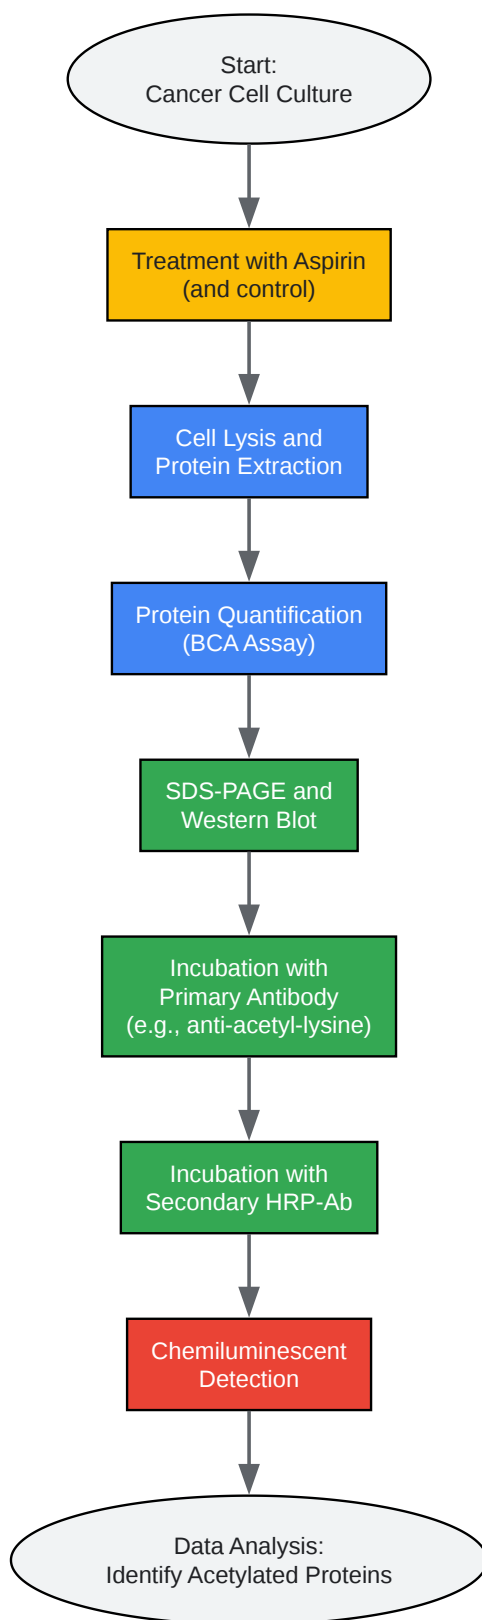 Start:
Cancer Cell Culture
Treatment with Aspirin
(and control)
Cell Lysis and
Protein Extraction
Protein Quantification
(BCA Assay)
SDS-PAGE and
Western Blot
Incubation with
Primary Antibody
(e.g., anti-acetyl-lysine)
Incubation with
Secondary HRP-Ab
Chemiluminescent
Detection
Data Analysis:
Identify Acetylated Proteins